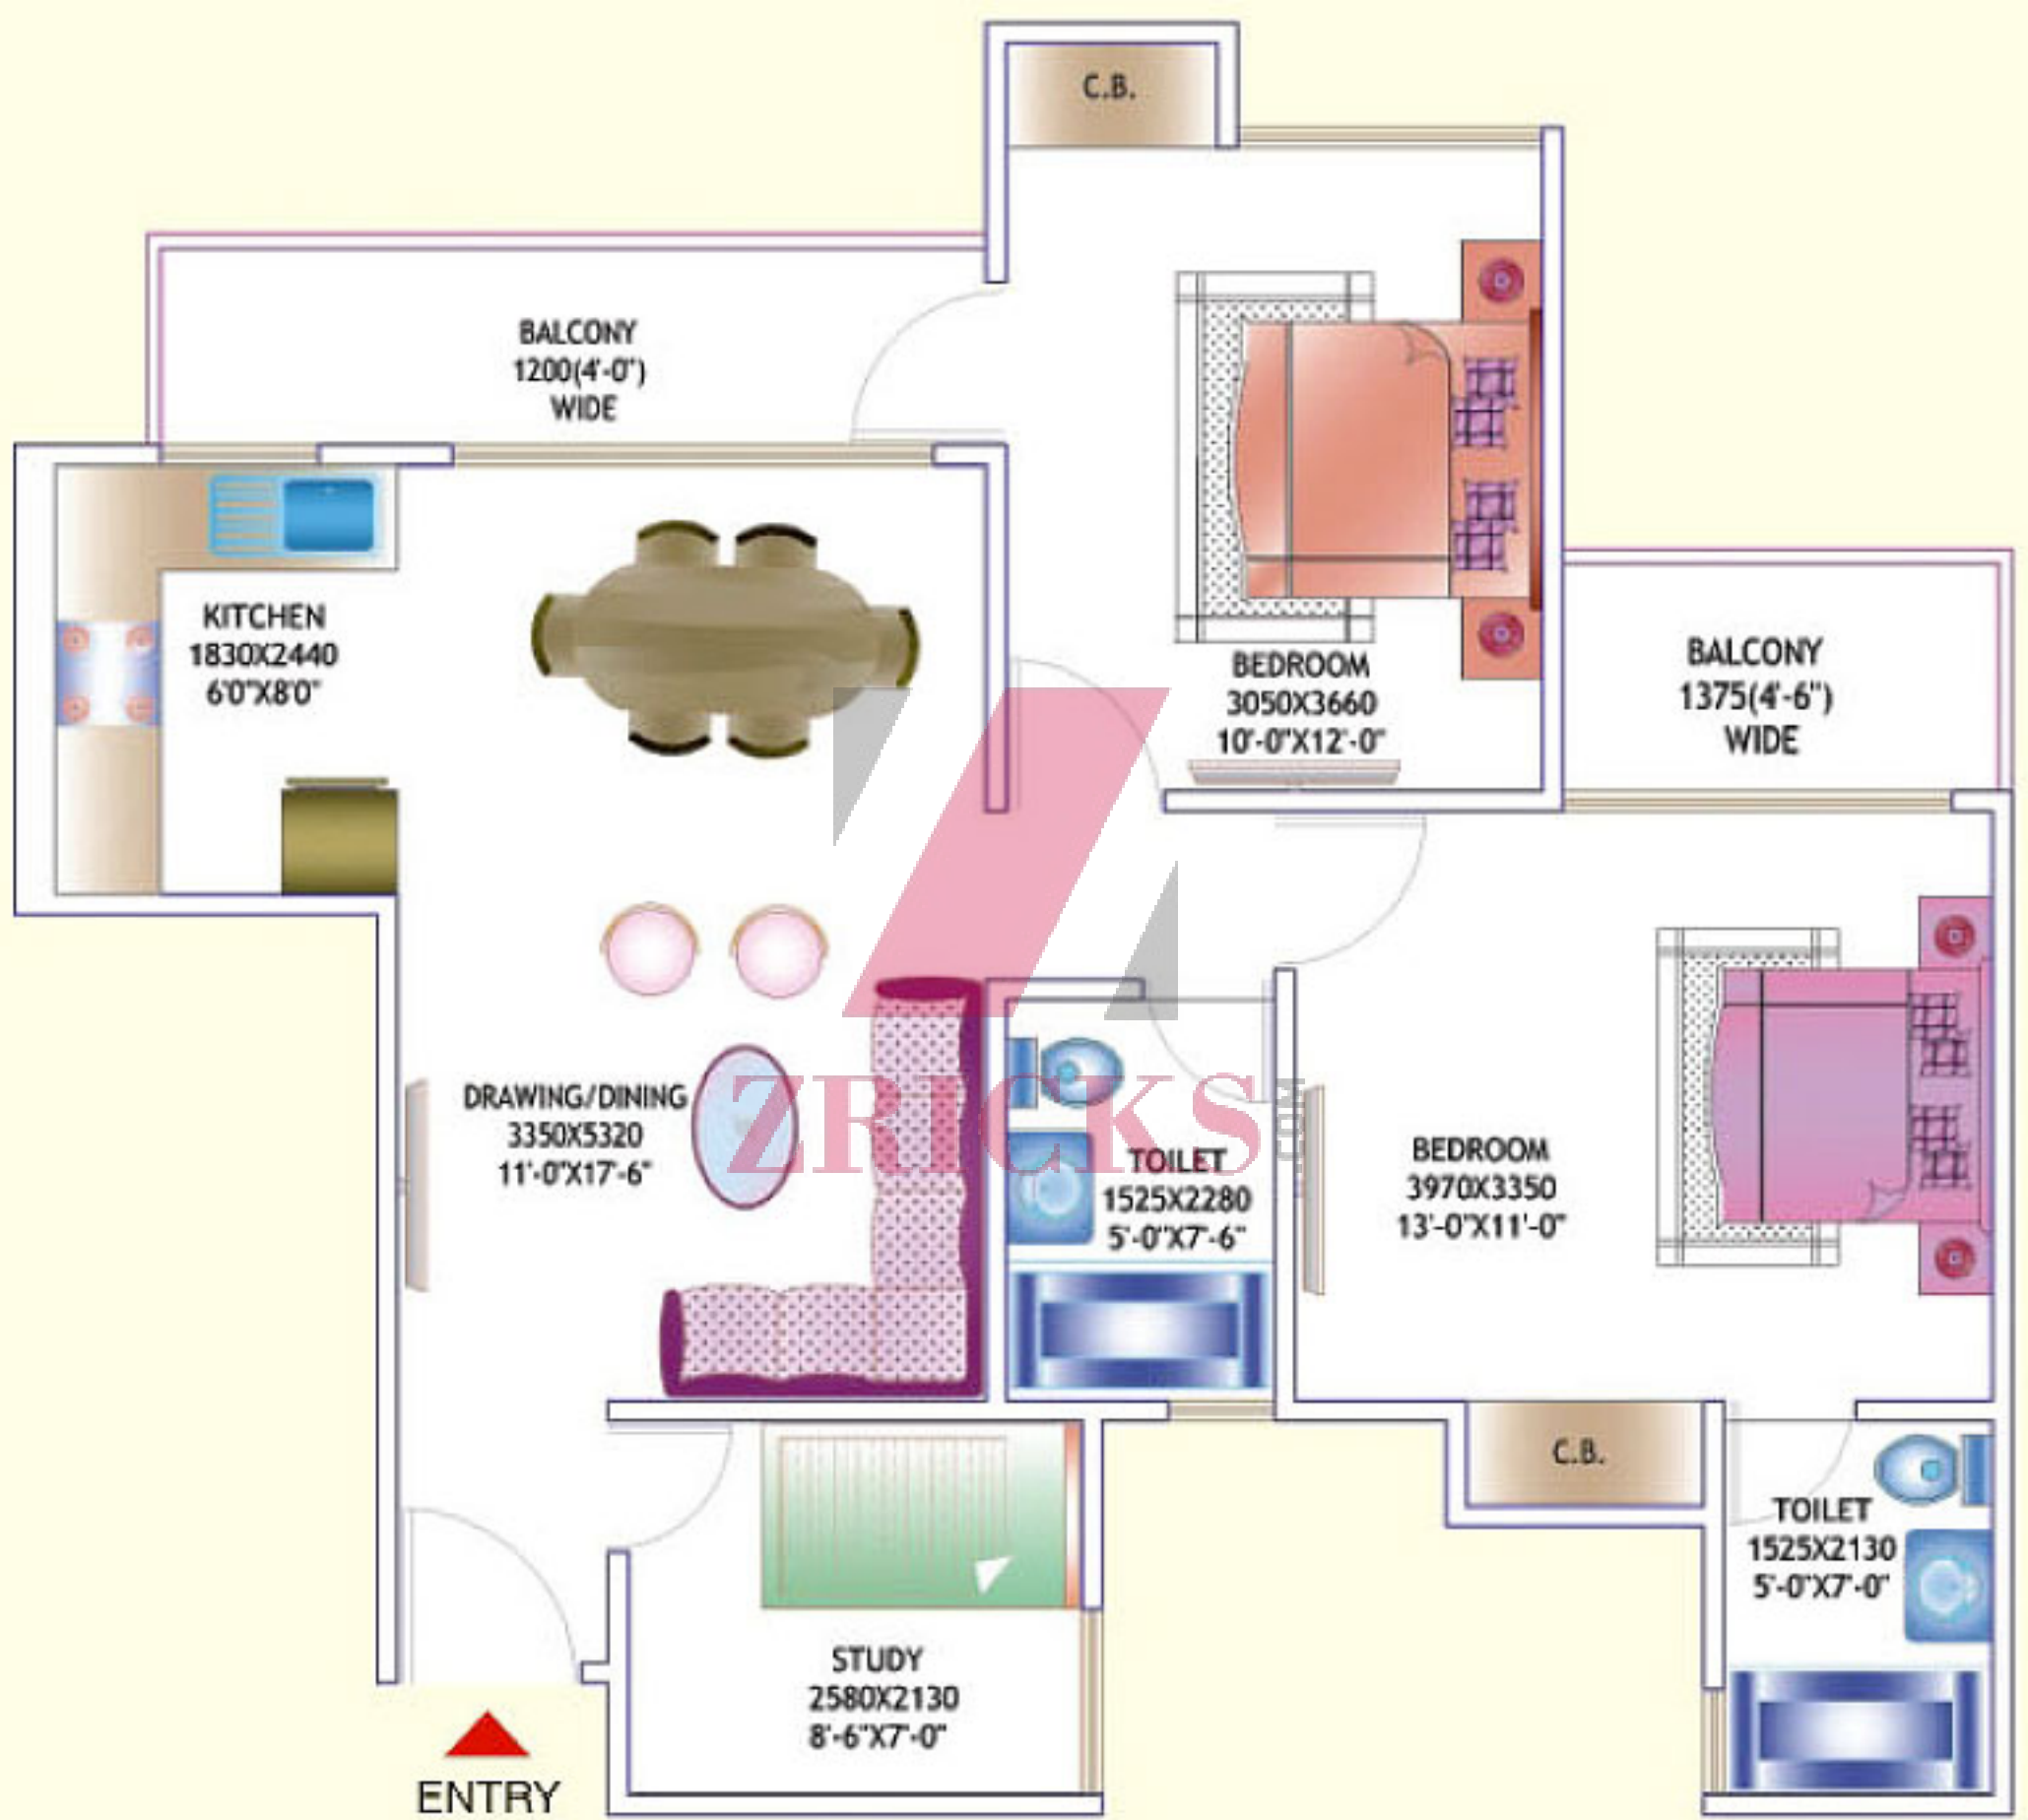 C.B.
BALCONY
1200(4'-0")
WIDE
KITCHEN
1830X2440
6'0"X8'0"
BEDROOM
3050X3660
10'-0"X12'-0"
BALCONY
1375(4'-6")
WIDE
DRAWING/DINING
3350X5320
11'-0"X17'-6"
ZRICKS
.COM
TOILET
1525X2280
5'-0"X7'-6"
BEDROOM
3970X3350
13'-0"X11'-0"
C.B.
TOILET
1525X2130
5'-0"X7'-0"
STUDY
2580X2130
8'-6"X7'-0"
ENTRY